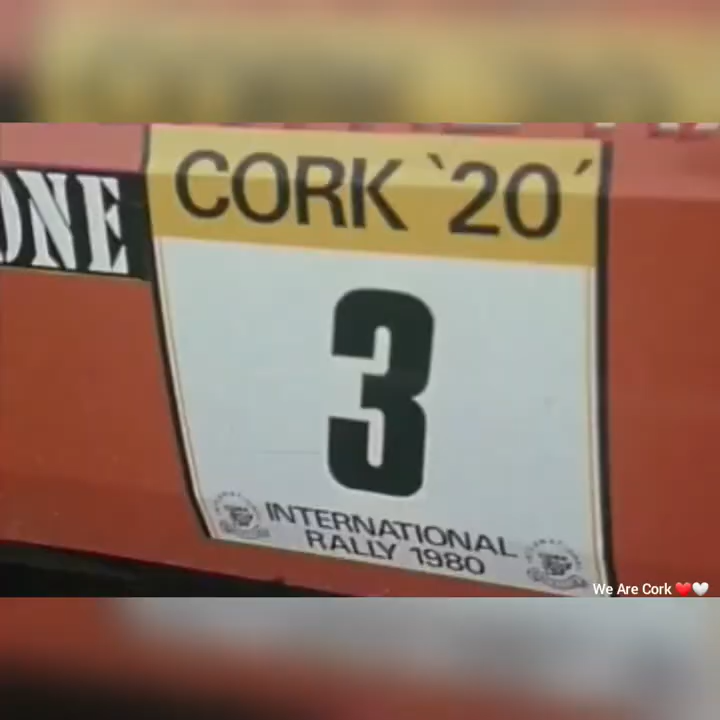 CORK `20´
ONE
3
INTERNATIONAL
RALLY 1980
We Are Cork ❤️🤍